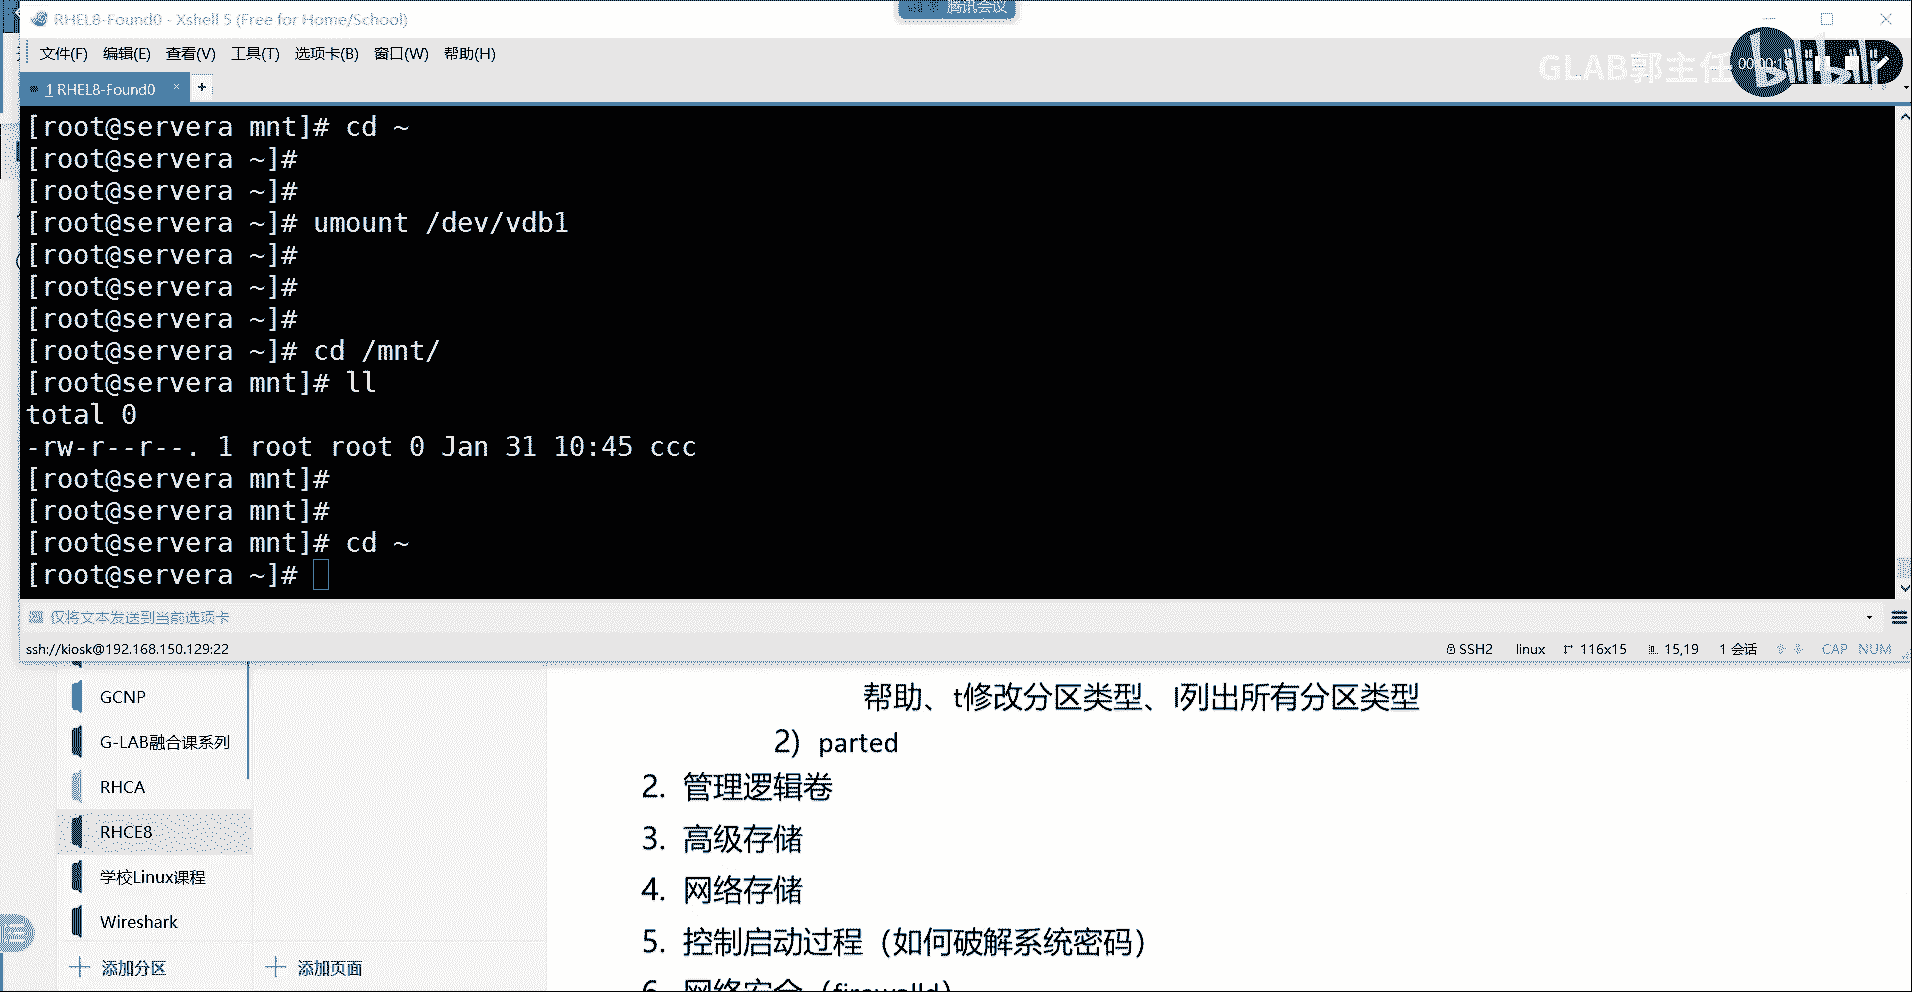 RHEL8-Found0 - Xshell 5 (Free for Home/School)
腾讯会议
文件(F) 编辑(E) 查看(V) 工具(T) 选项卡(B) 窗口(W) 帮助(H)
GLAB郭主任
bilibili
1 RHEL8-Found0 × +
[root@servera mnt]# cd ~
[root@servera ~]#
[root@servera ~]#
[root@servera ~]# umount /dev/vdb1
[root@servera ~]#
[root@servera ~]#
[root@servera ~]#
[root@servera ~]# cd /mnt/
[root@servera mnt]# ll
total 0
-rw-r--r--. 1 root root 0 Jan 31 10:45 ccc
[root@servera mnt]#
[root@servera mnt]#
[root@servera mnt]# cd ~
[root@servera ~]#
仅将文本发送到当前选项卡
ssh://kiosk@192.168.150.129:22 SSH2 linux 116x15 15,19 1 会话 CAP NUM
GCNP
G-LAB融合课系列
RHCA
RHCE8
学校Linux课程
Wireshark
添加分区 添加页面
帮助、t修改分区类型、l列出所有分区类型
2) parted
2. 管理逻辑卷
3. 高级存储
4. 网络存储
5. 控制启动过程（如何破解系统密码）
6. 网络安全（firewalld）